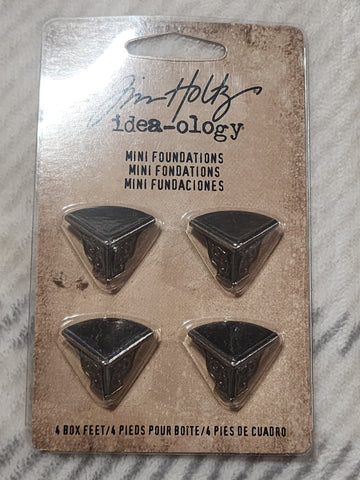 Tim Holtz
idea-ology
MINI FOUNDATIONS
MINI FONDATIONS
MINI FUNDACIONES
4 BOX FEET/4 PIEDS POUR BOÎTE/4 PIES DE CUADRO